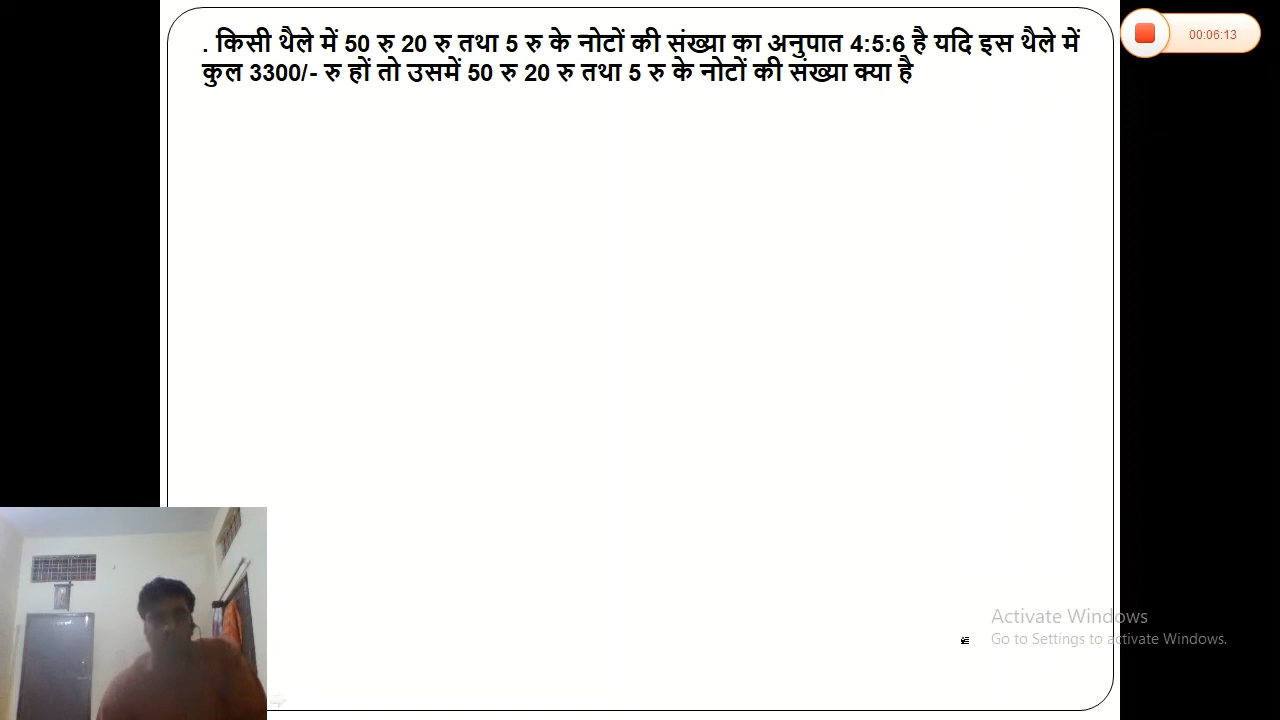 . किसी थैले में 50 रु 20 रु तथा 5 रु के नोटों की संख्या का अनुपात 4:5:6 है यदि इस थैले में
कुल 3300/- रु हों तो उसमें 50 रु 20 रु तथा 5 रु के नोटों की संख्या क्या है
00:06:13
Activate Windows
Go to Settings to activate Windows.